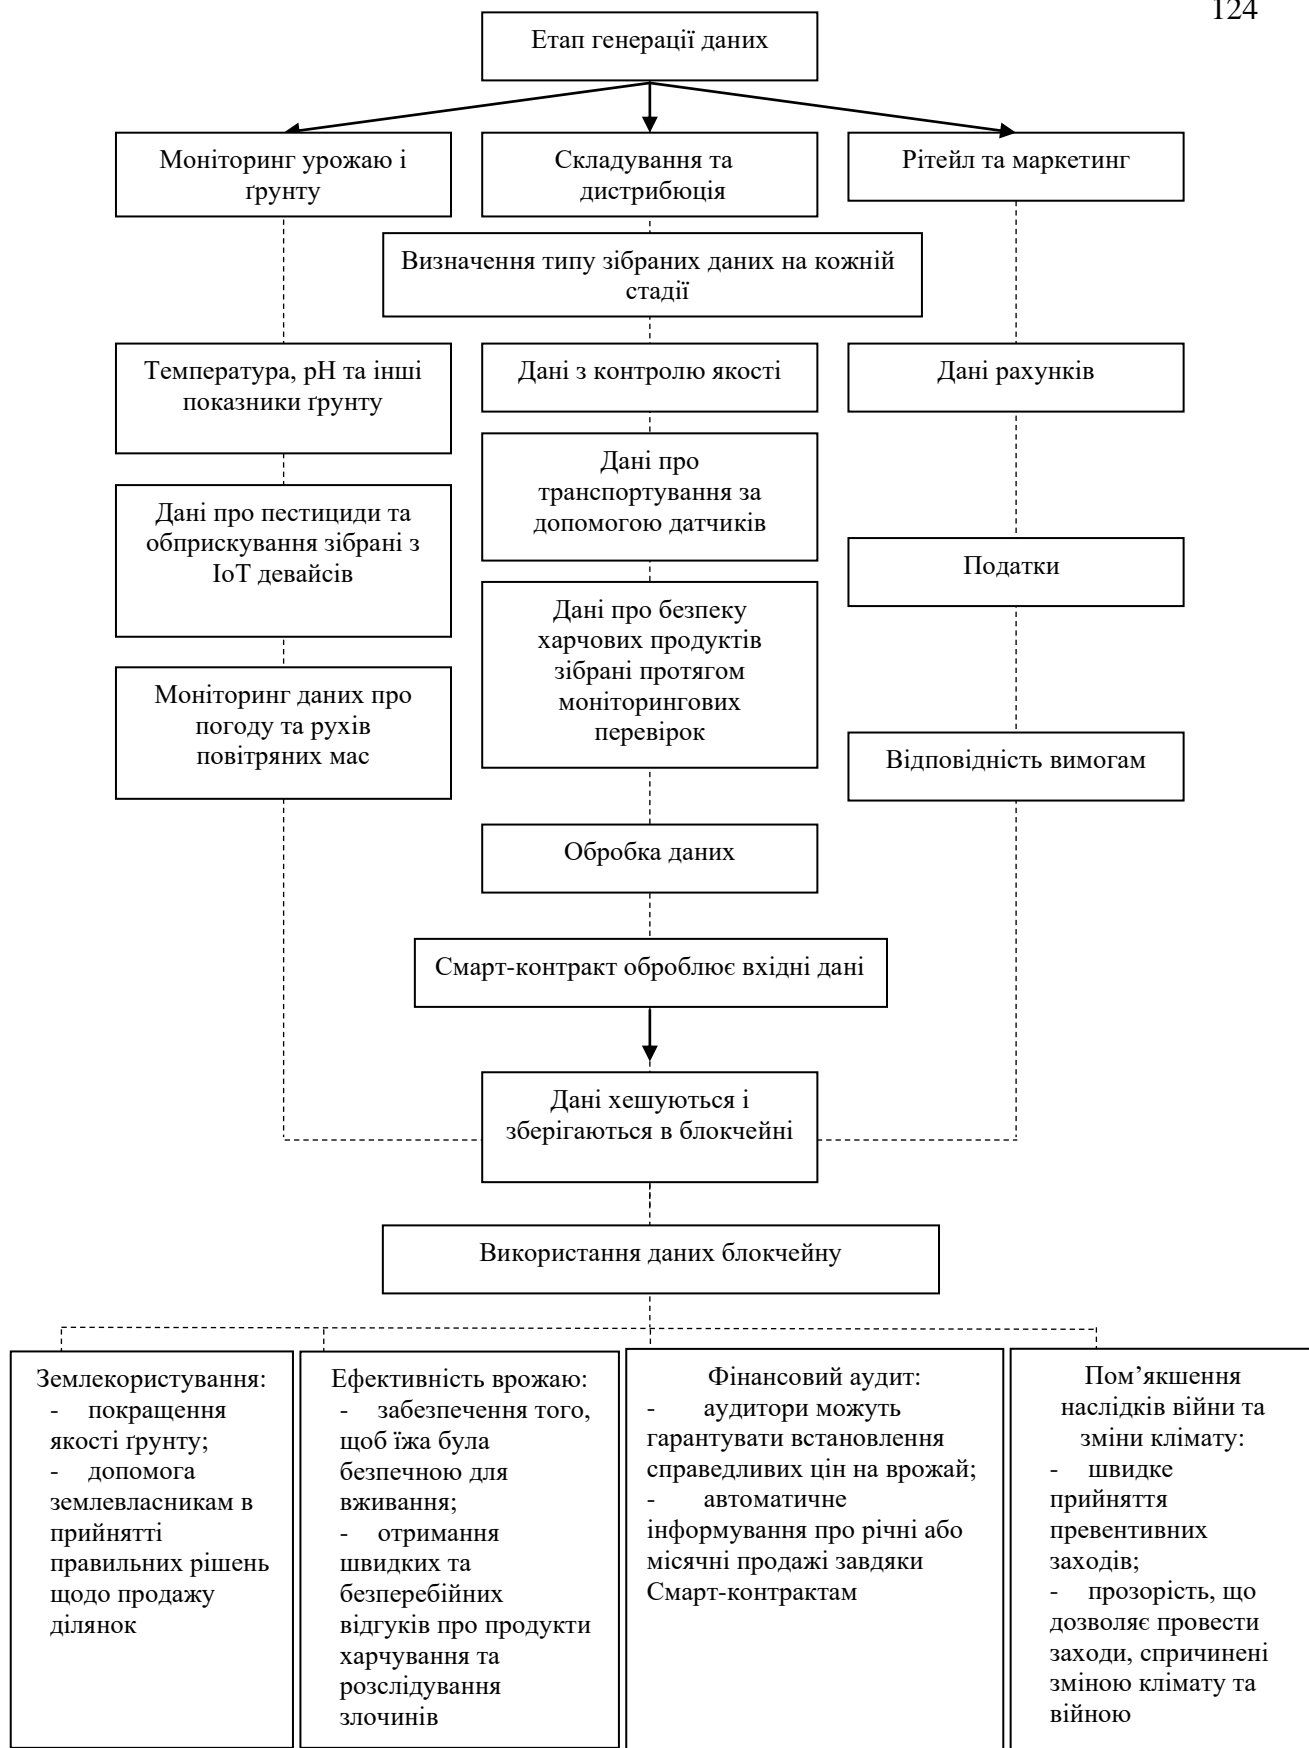 124
Етап генерації даних
Моніторинг урожаю і
ґрунту
Складування та
дистрибюція
Рітейл та маркетинг
Визначення типу зібраних даних на кожній
стадії
Температура, pH та інші
показники ґрунту
Дані з контролю якості
Дані рахунків
Дані про
транспортування за
допомогою датчиків
Дані про пестициди та
обприскування зібрані з
ІоТ девайсів
Податки
Дані про безпеку
харчових продуктів
зібрані протягом
моніторингових
перевірок
Моніторинг даних про
погоду та рухів
повітряних мас
Відповідність вимогам
Обробка даних
Смарт-контракт оброблює вхідні дані
Дані хешуються і
зберігаються в блокчейні
Використання даних блокчейну
Землекористування:
- покращення
якості ґрунту;
- допомога
землевласникам в
прийнятті
правильних рішень
щодо продажу
ділянок
Ефективність врожаю:
- забезпечення того,
щоб їжа була
безпечною для
вживання;
- отримання
швидких та
безперебійних
відгуків про продукти
харчування та
розслідування
злочинів
Фінансовий аудит:
- аудитори можуть
гарантувати встановлення
справедливих цін на врожай;
- автоматичне
інформування про річні або
місячні продажі завдяки
Смарт-контрактам
Пом’якшення
наслідків війни та
зміни клімату:
- швидке
прийняття
превентивних
заходів;
- прозорість, що
дозволяє провести
заходи, спричинені
зміною клімату та
війною